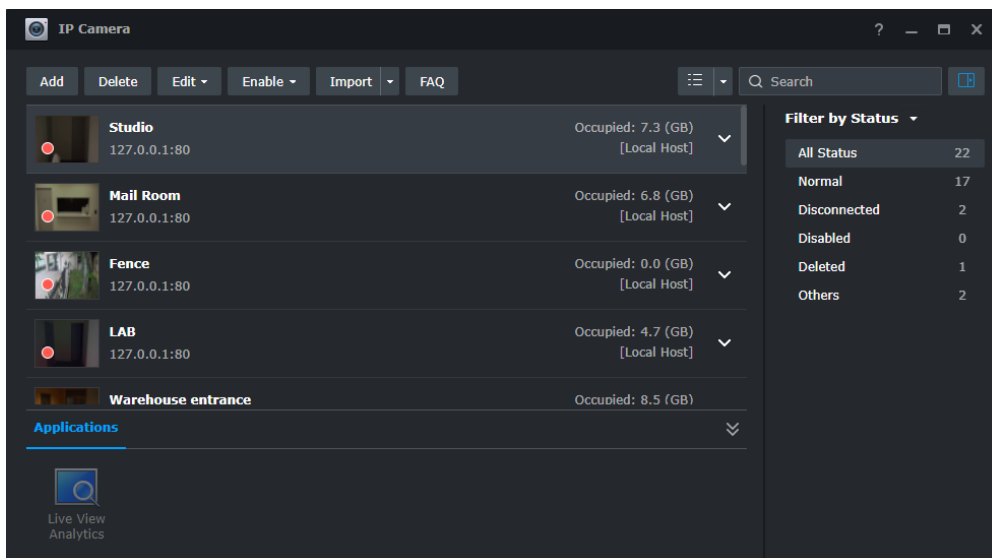 IP Camera
Add Delete Edit Enable Import FAQ Search
Studio
127.0.0.1:80
Occupied: 7.3 (GB)
[Local Host]
Mail Room
127.0.0.1:80
Occupied: 6.8 (GB)
[Local Host]
Fence
127.0.0.1:80
Occupied: 0.0 (GB)
[Local Host]
LAB
127.0.0.1:80
Occupied: 4.7 (GB)
[Local Host]
Warehouse entrance
Occupied: 8.5 (GB)
Applications
Live View
Analytics
Filter by Status
All Status 22
Normal 17
Disconnected 2
Disabled 0
Deleted 1
Others 2